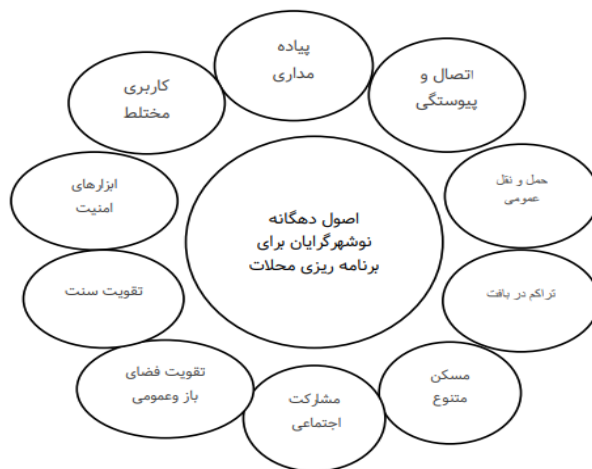 پیاده
مداری
اتصال و
پیوستگی
حمل و نقل
عمومی
تراکم در بافت
مسکن
متنوع
مشارکت
اجتماعی
تقویت فضای
باز وعمومی
تقویت سنت
ابزارهای
امنیت
کاربری
مختلط
اصول دهگانه
نوشهرگرایان برای
برنامه ریزی محلات